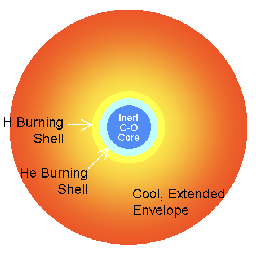 Inert
C-O
Core
H Burning
Shell
He Burning
Shell
Cool, Extended
Envelope